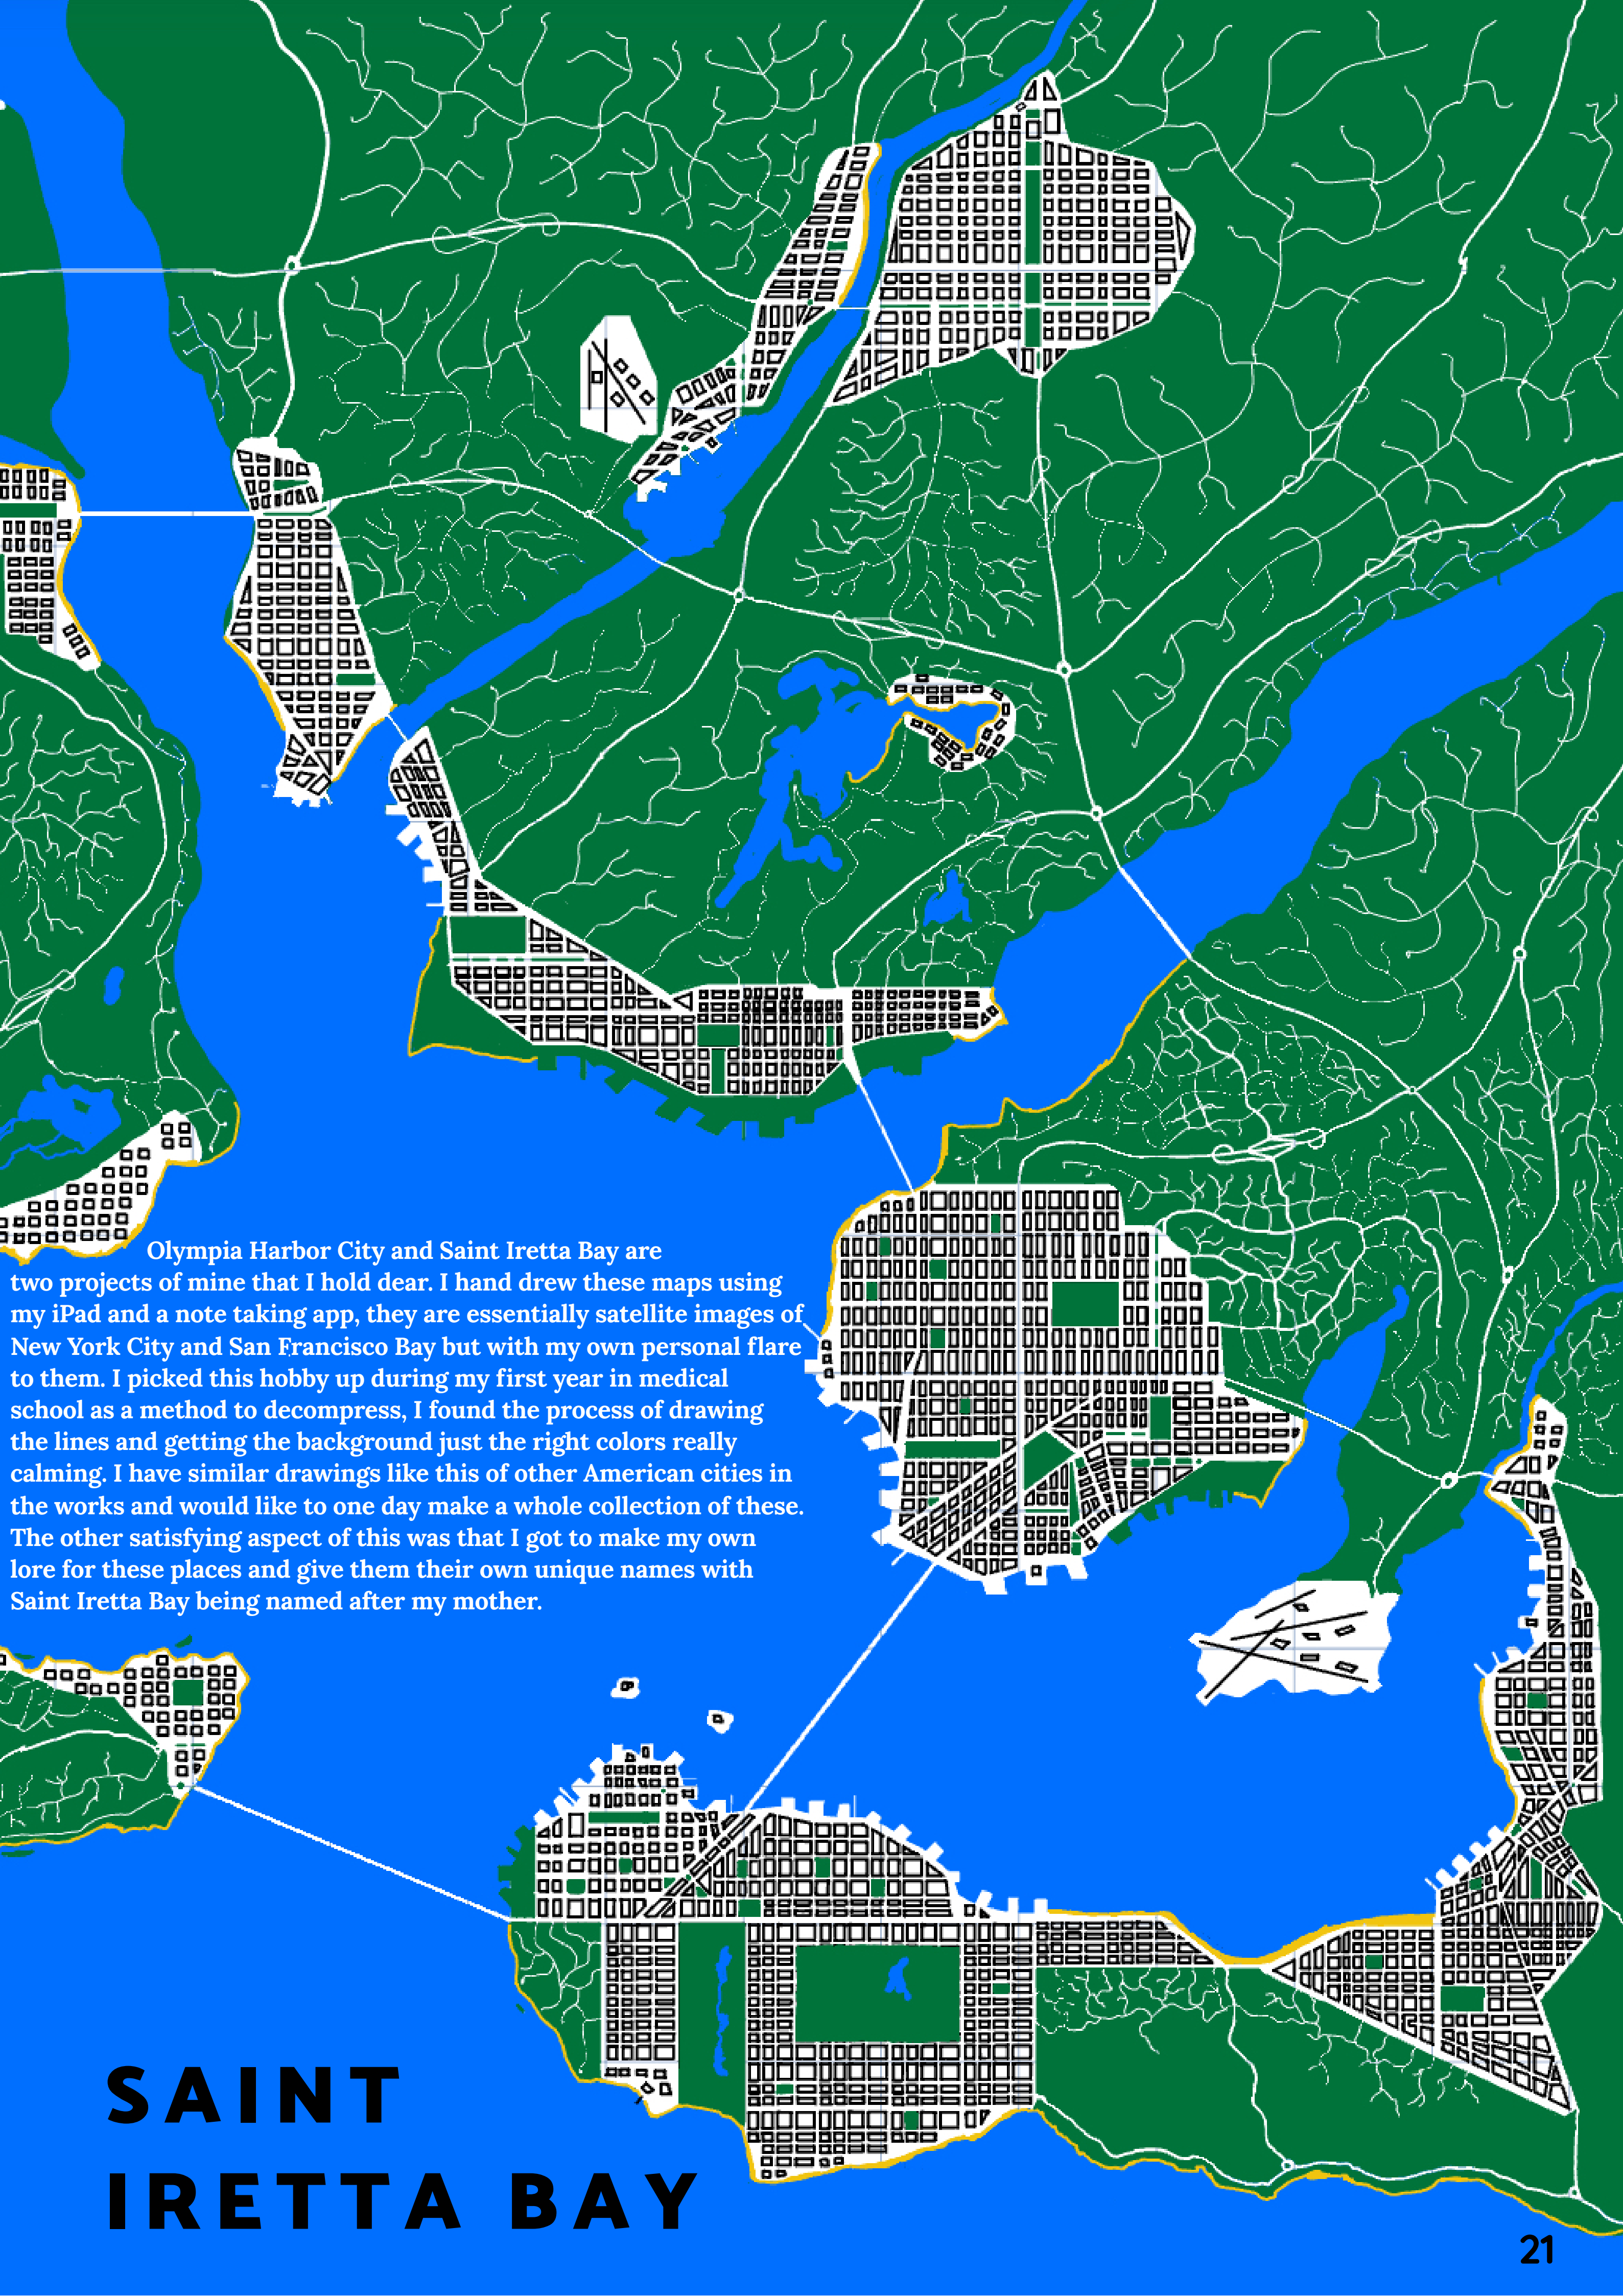 Olympia Harbor City and Saint Iretta Bay are
two projects of mine that I hold dear. I hand drew these maps using
my iPad and a note taking app, they are essentially satellite images of
New York City and San Francisco Bay but with my own personal flare
to them. I picked this hobby up during my first year in medical
school as a method to decompress, I found the process of drawing
the lines and getting the background just the right colors really
calming. I have similar drawings like this of other American cities in
the works and would like to one day make a whole collection of these.
The other satisfying aspect of this was that I got to make my own
lore for these places and give them their own unique names with
Saint Iretta Bay being named after my mother.
SAINT
IRETTA BAY
21